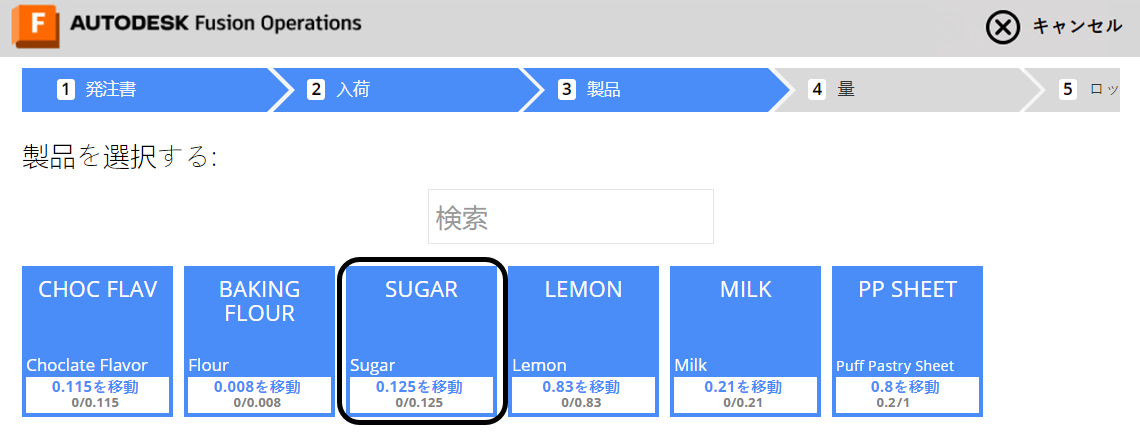 F AUTODESK Fusion Operations
キャンセル
1 発注書
2 入荷
3 製品
4 量
5 ロッ
製品を選択する:
検索
CHOC FLAV
Choclate Flavor
0.115を移動
0/0.115
BAKING
FLOUR
Flour
0.008を移動
0/0.008
SUGAR
Sugar
0.125を移動
0/0.125
LEMON
Lemon
0.83を移動
0/0.83
MILK
Milk
0.21を移動
0/0.21
PP SHEET
Puff Pastry Sheet
0.8を移動
0.2/1